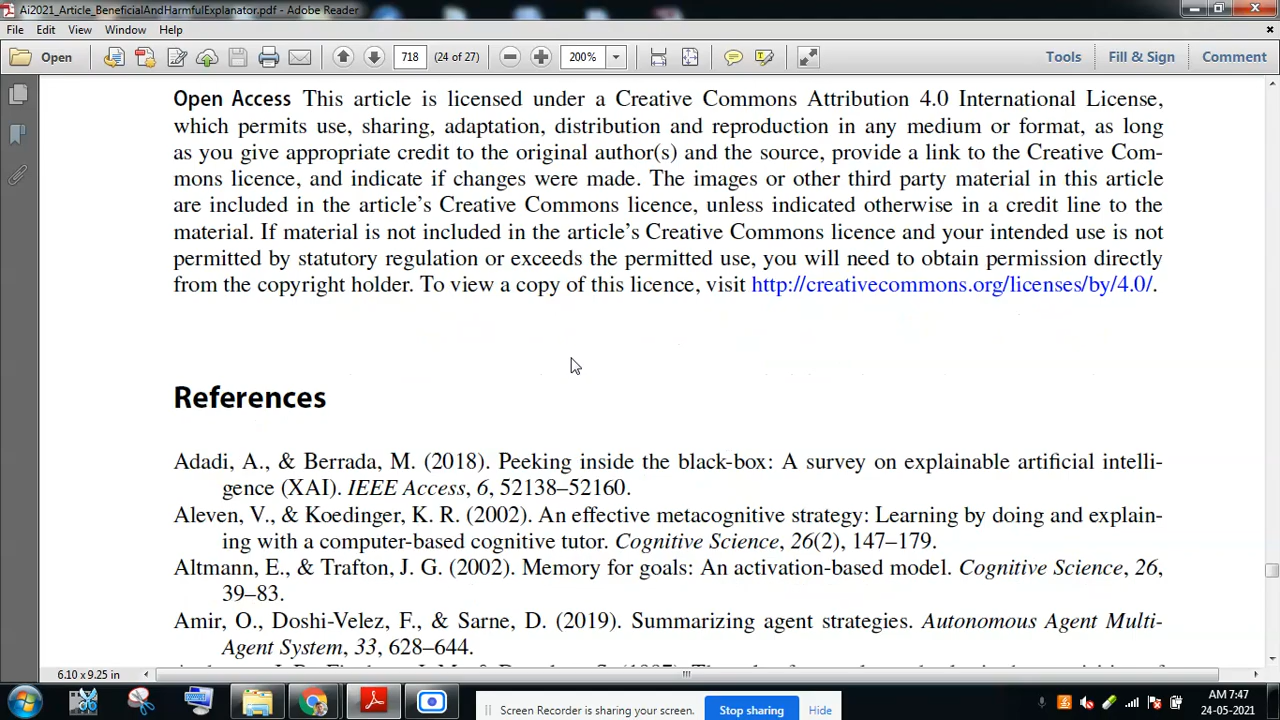 Ai2021_Article_BeneficialAndHarmfulExplanator.pdf - Adobe Reader
File Edit View Window Help
Open 718 (24 of 27) 200% Tools Fill & Sign Comment
Open Access This article is licensed under a Creative Commons Attribution 4.0 International License,
which permits use, sharing, adaptation, distribution and reproduction in any medium or format, as long
as you give appropriate credit to the original author(s) and the source, provide a link to the Creative Com-
mons licence, and indicate if changes were made. The images or other third party material in this article
are included in the article’s Creative Commons licence, unless indicated otherwise in a credit line to the
material. If material is not included in the article’s Creative Commons licence and your intended use is not
permitted by statutory regulation or exceeds the permitted use, you will need to obtain permission directly
from the copyright holder. To view a copy of this licence, visit http://creativecommons.org/licenses/by/4.0/.
References
Adadi, A., & Berrada, M. (2018). Peeking inside the black-box: A survey on explainable artificial intelli-
gence (XAI). IEEE Access, 6, 52138–52160.
Aleven, V., & Koedinger, K. R. (2002). An effective metacognitive strategy: Learning by doing and explain-
ing with a computer-based cognitive tutor. Cognitive Science, 26(2), 147–179.
Altmann, E., & Trafton, J. G. (2002). Memory for goals: An activation-based model. Cognitive Science, 26,
39–83.
Amir, O., Doshi-Velez, F., & Sarne, D. (2019). Summarizing agent strategies. Autonomous Agent Multi-
Agent System, 33, 628–644.
6.10 x 9.25 in
Screen Recorder is sharing your screen. Stop sharing Hide
AM 7:47
24-05-2021